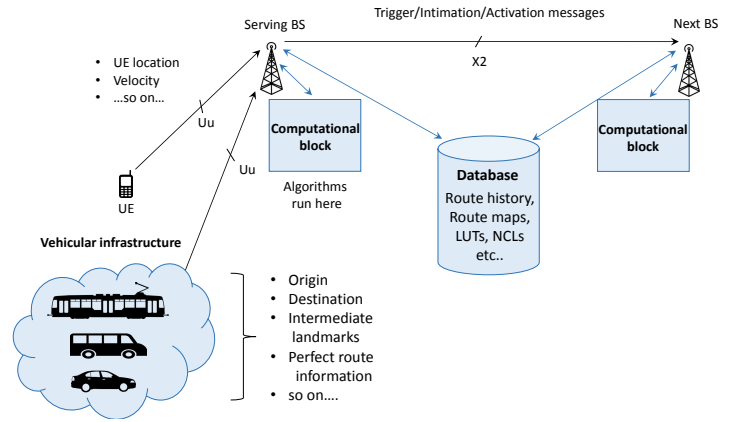 Trigger/Intimation/Activation messages
Serving BS
Next BS
X2
• UE location
• Velocity
• …so on…
Uu
Uu
UE
Computational
block
Algorithms
run here
Computational
block
Database
Route history,
Route maps,
LUTs, NCLs
etc..
Vehicular infrastructure
• Origin
• Destination
• Intermediate
landmarks
• Perfect route
information
• so on….